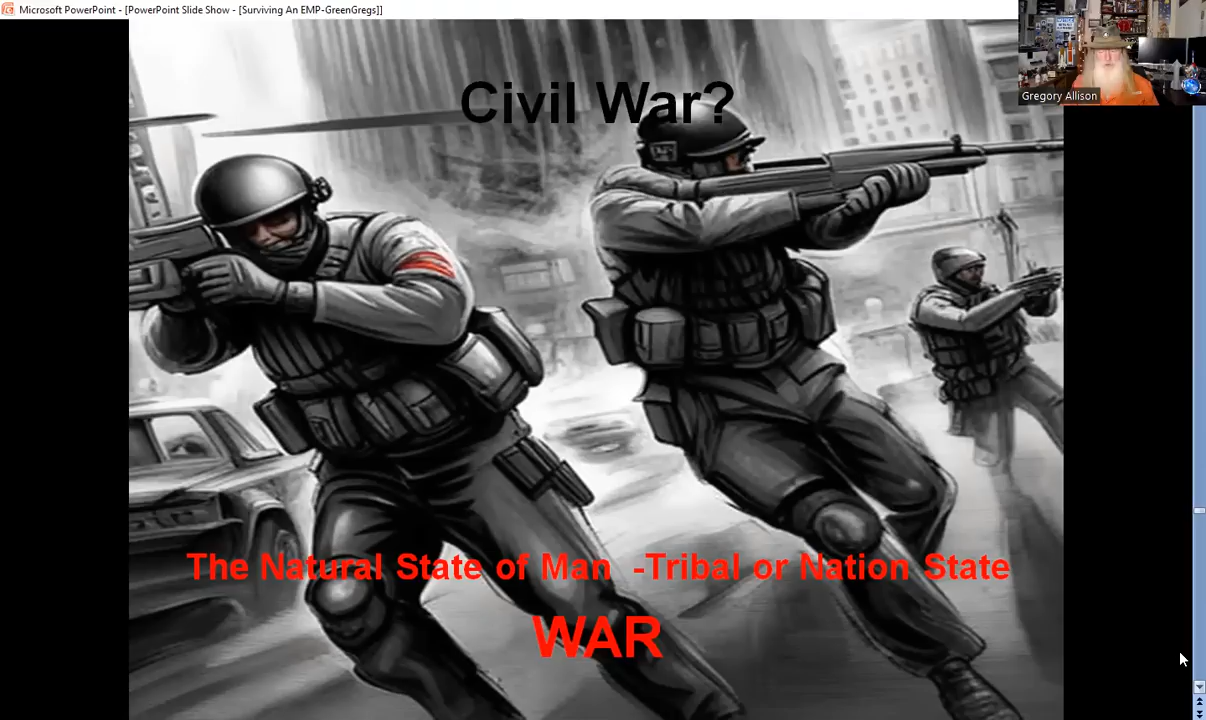 Microsoft PowerPoint - [PowerPoint Slide Show - [Surviving An EMP-GreenGregs]]
Gregory Allison
Civil War?
The Natural State of Man -Tribal or Nation State
WAR